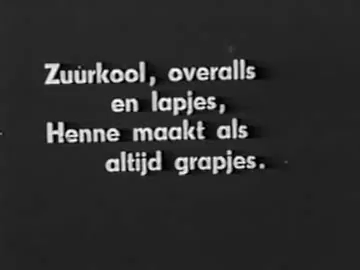 Zuurkool, overalls
en lapjes,
Henne maakt als
altijd grapjes.